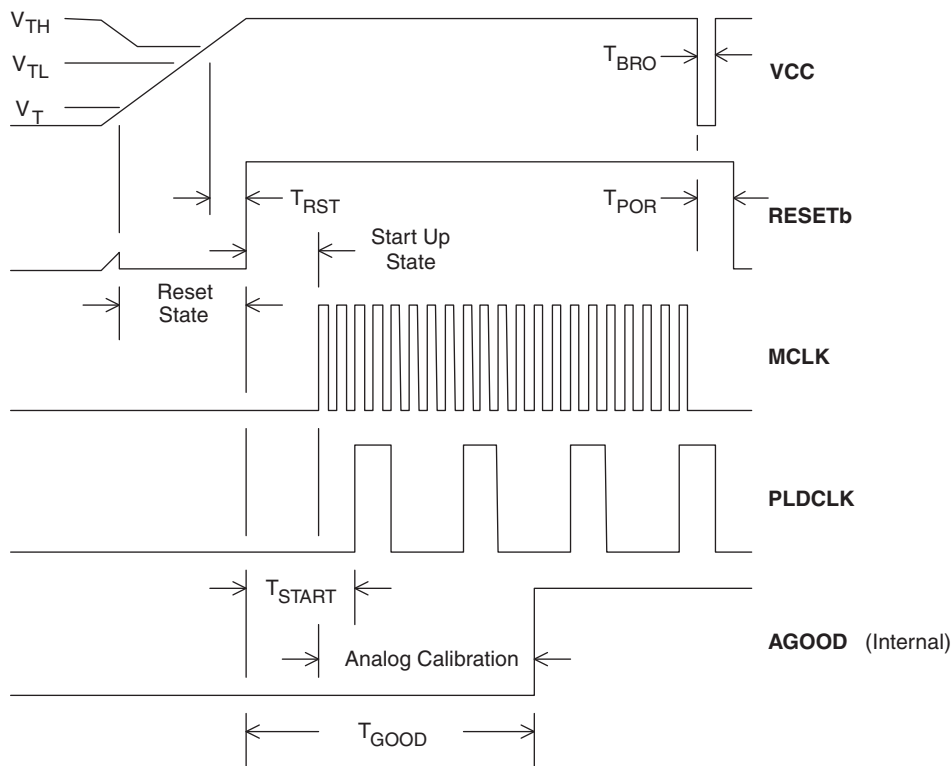 VTH
VTL
VT
TBRO
VCC
TRST
TPOR
RESETb
Start Up
State
Reset
State
MCLK
PLDCLK
TSTART
AGOOD (Internal)
Analog Calibration
TGOOD